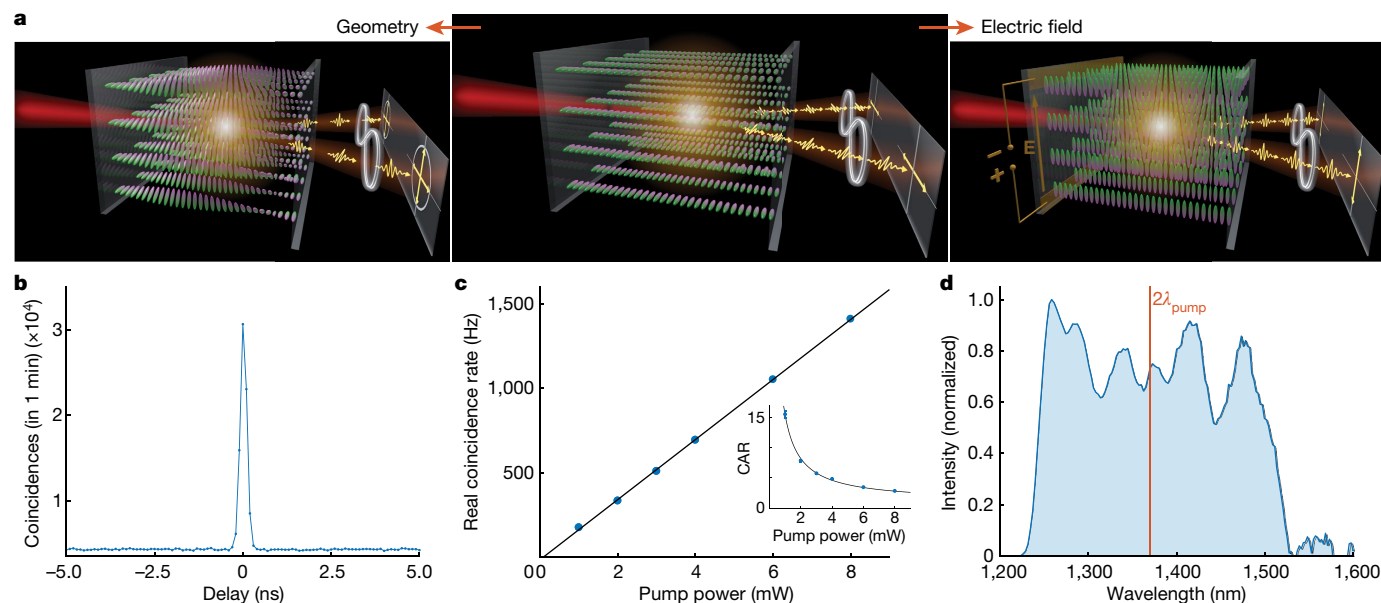 a
Geometry
Electric field
E
+ −
b
Coincidences (in 1 min) (×10⁴)
3
2
1
−5.0 −2.5 0 2.5 5.0
Delay (ns)
c
Real coincidence rate (Hz)
1,500
1,000
500
0
0 2 4 6 8
Pump power (mW)
CAR
15
0
2 4 6 8
Pump power (mW)
d
Intensity (normalized)
1.0
0.8
0.6
0.4
0.2
0
2λpump
1,200 1,300 1,400 1,500 1,600
Wavelength (nm)